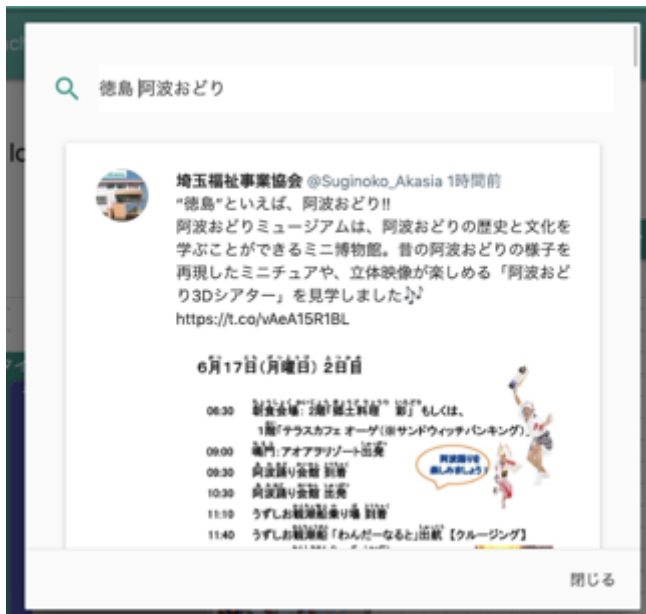 徳島 阿波おどり
埼玉福祉事業協会 @Suginoko_Akasia 1時間前
“徳島”といえば、阿波おどり!!
阿波おどりミュージアムは、阿波おどりの歴史と文化を
学ぶことができるミニ博物館。昔の阿波おどりの様子を
再現したミニチュアや、立体映像が楽しめる「阿波おど
り3Dシアター」を見学しました🎶
https://t.co/vAeA15R1BL
6月17日(月曜日) 2日目
06:30 朝食会場: 2階「郷土料理 彩」もしくは、
1階「テラスカフェ オーゲ(※サンドウィッチバンキング)」
09:00 鳴門:アオアヲリゾート出発
09:30 阿波踊り会館 到着
10:30 阿波踊り会館 出発
阿波踊りを
楽しみましょう!
11:10 うずしお観潮船乗り場 到着
11:40 うずしお観潮船「わんだーなると」出航【クルージング】
閉じる